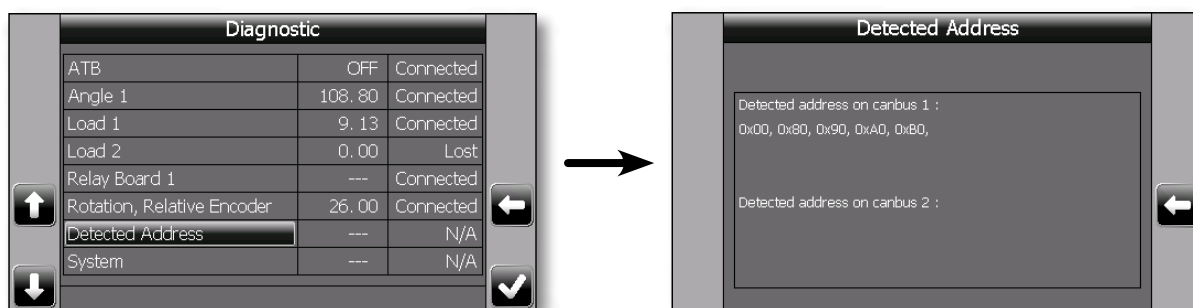 Diagnostic
ATB OFF Connected
Angle 1 108.80 Connected
Load 1 9.13 Connected
Load 2 0.00 Lost
Relay Board 1 --- Connected
Rotation, Relative Encoder 26.00 Connected
Detected Address --- N/A
System --- N/A
Detected Address
Detected address on canbus 1 :
0x00, 0x80, 0x90, 0xA0, 0xB0,
Detected address on canbus 2 :